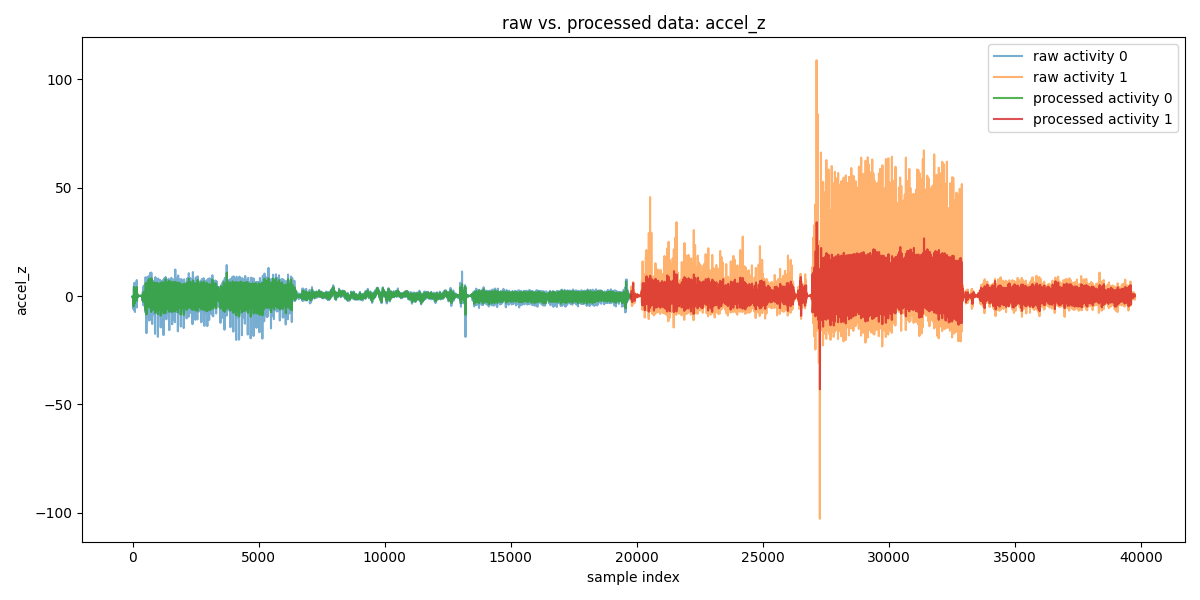 raw vs. processed data: accel_z
raw activity 0
raw activity 1
processed activity 0
processed activity 1
accel_z
100
50
0
−50
−100
0 5000 10000 15000 20000 25000 30000 35000 40000
sample index